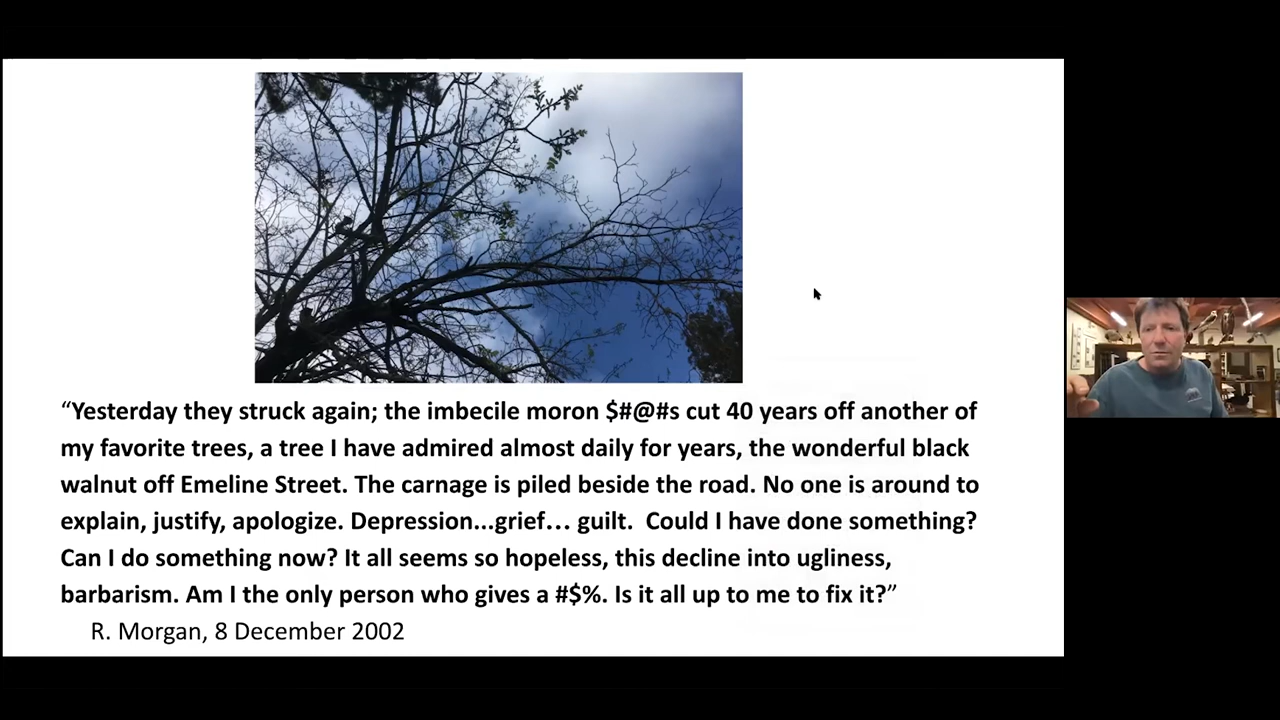 “Yesterday they struck again; the imbecile moron $#@#s cut 40 years off another of
my favorite trees, a tree I have admired almost daily for years, the wonderful black
walnut off Emeline Street. The carnage is piled beside the road. No one is around to
explain, justify, apologize. Depression...grief... guilt.  Could I have done something?
Can I do something now? It all seems so hopeless, this decline into ugliness,
barbarism. Am I the only person who gives a #$%. Is it all up to me to fix it?”
R. Morgan, 8 December 2002